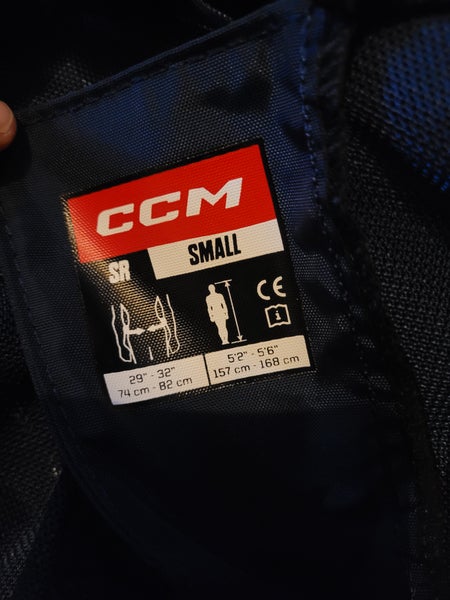 CCM
SR SMALL
CE
i
29" - 32"
74 cm - 82 cm
5'2" - 5'6"
157 cm - 168 cm